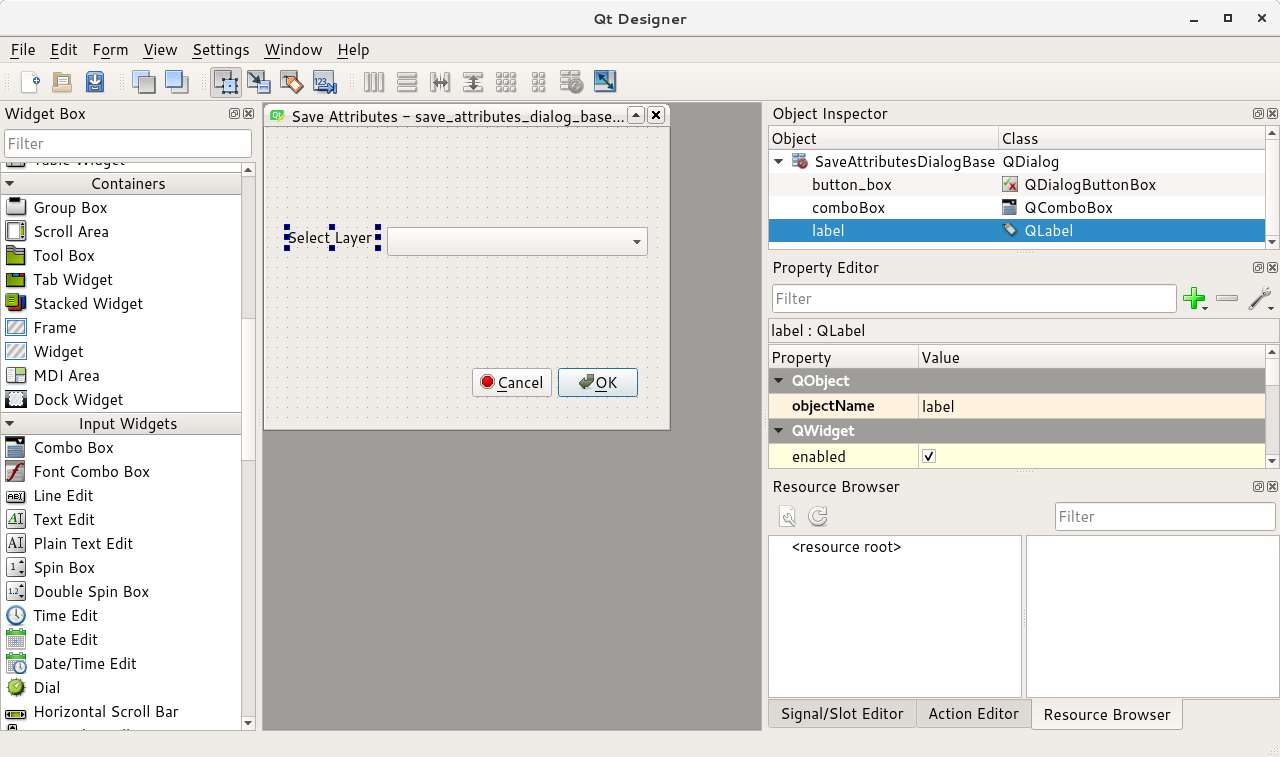 Qt Designer
File Edit Form View Settings Window Help
123
Widget Box
Filter
Table Widget
Containers
Group Box
Scroll Area
Tool Box
Tab Widget
Stacked Widget
Frame
Widget
MDI Area
Dock Widget
Input Widgets
Combo Box
Font Combo Box
Line Edit
Text Edit
Plain Text Edit
Spin Box
Double Spin Box
Time Edit
Date Edit
Date/Time Edit
Dial
Horizontal Scroll Bar
Save Attributes - save_attributes_dialog_base...
Select Layer
Cancel OK
Object Inspector
Object Class
SaveAttributesDialogBase QDialog
button_box QDialogButtonBox
comboBox QComboBox
label QLabel
Property Editor
Filter
label : QLabel
Property Value
QObject
objectName label
QWidget
enabled
Resource Browser
Filter
<resource root>
Signal/Slot Editor Action Editor Resource Browser